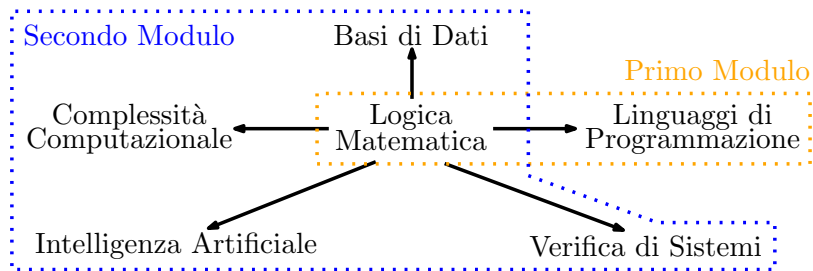 Secondo Modulo
Basi di Dati
Primo Modulo
Complessità
Computazionale
Logica
Matematica
Linguaggi di
Programmazione
Intelligenza Artificiale
Verifica di Sistemi